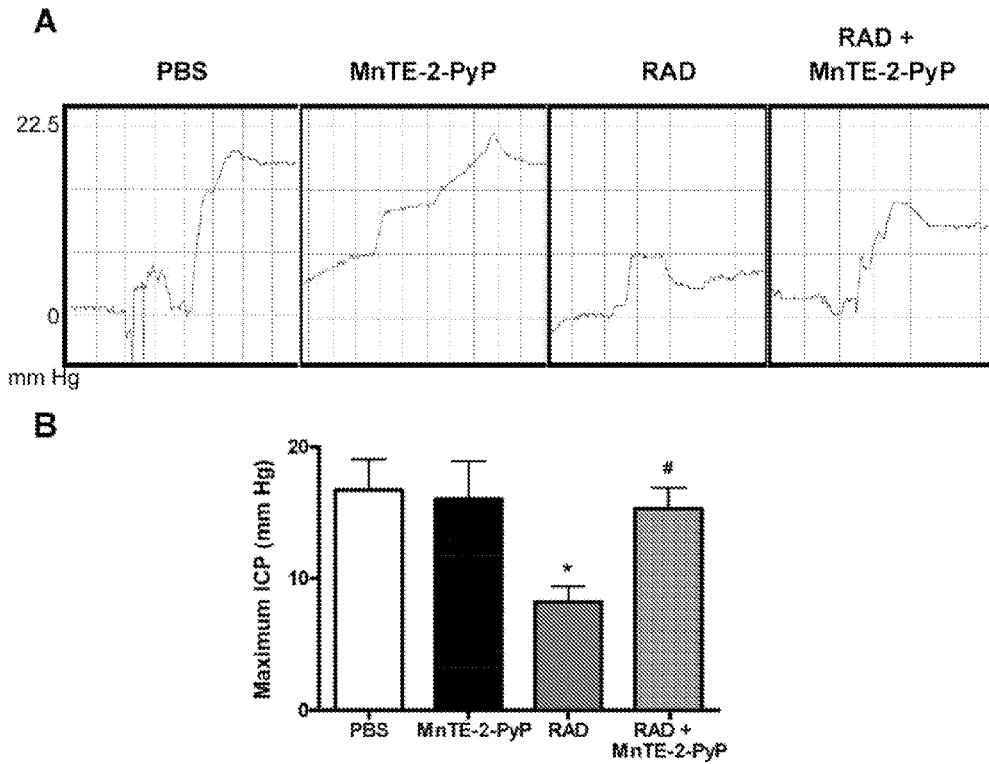 A
PBS
MnTE-2-PyP
RAD
RAD +
MnTE-2-PyP
22.5
0
mm Hg
B
Maximum ICP (mm Hg)
20
10
0
*
#
PBS
MnTE-2-PyP
RAD
RAD +
MnTE-2-PyP